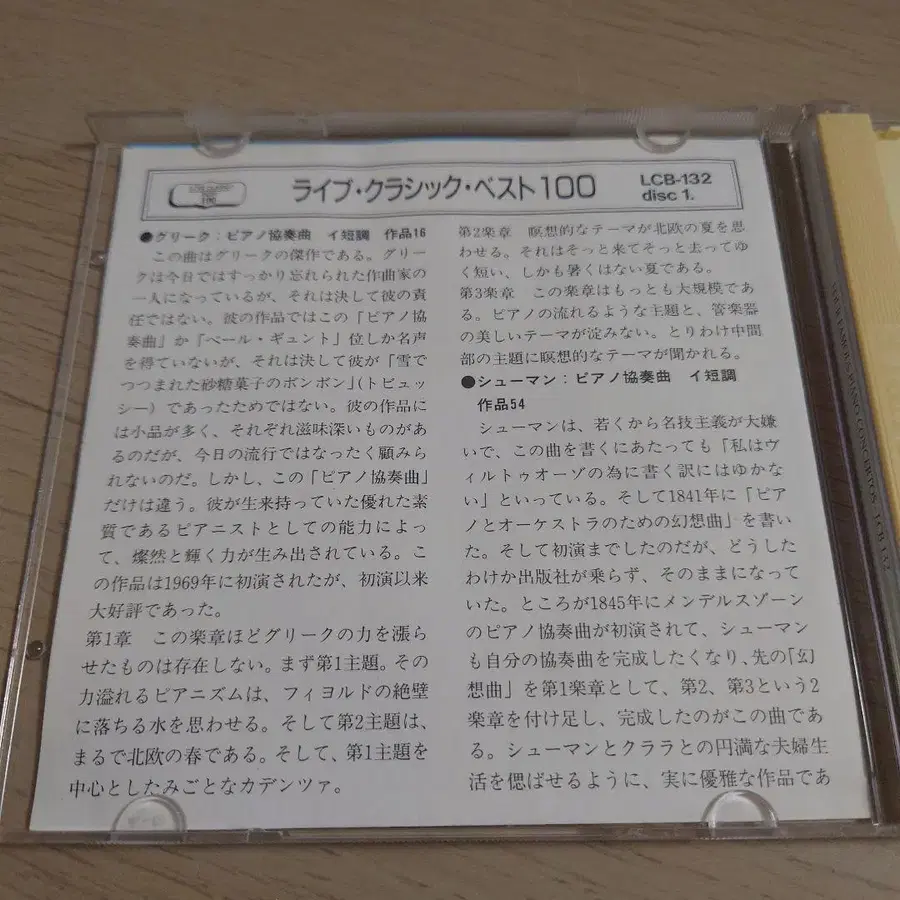 ライブ・クラシック・ベスト100
LCB-132
disc 1.
●グリーク：ピアノ協奏曲　イ短調　作品16
この曲はグリークの傑作である。グリー
クは今日ではすっかり忘れられた作曲家の
一人になっているが、それは決して彼の責
任ではない。彼の作品ではこの「ピアノ協
奏曲」か「ペール・ギュント」位しか名声
を得ていないが、それは決して彼が「雪で
つつまれた砂糖菓子のボンボン」(トビュッ
シー）であったためではない。彼の作品に
は小品が多く、それぞれ滋味深いものがあ
るのだが、今日の流行ではなったく顧みら
れないのだ。しかし、この「ピアノ協奏曲」
だけは違う。彼が生来持っていた優れた素
質であるピアニストとしての能力によっ
て、燦然と輝く力が生み出されている。こ
の作品は1969年に初演されたが、初演以来
大好評であった。
第1章　この楽章ほどグリークの力を漲ら
せたものは存在しない。まず第1主題。その
力溢れるピアニズムは、フィヨルドの絶壁
に落ちる水を思わせる。そして第2主題は、
まるで北欧の春である。そして、第1主題を
中心としたみごとなカデンツァ。
第2楽章　瞑想的なテーマが北欧の夏を思
わせる。それはそっと来てそっと去ってゆ
く短い、しかも暑くはない夏である。
第3楽章　この楽章はもっとも大規模であ
る。ピアノの流れるような主題と、管楽器
の美しいテーマが淀みない。とりわけ中間
部の主題に瞑想的なテーマが聞かれる。
●シューマン：ピアノ協奏曲　イ短調
作品54
シューマンは、若くから名技主義が大嫌
いで、この曲を書くにあたっても「私はヴ
ィルトゥオーゾの為に書く訳にはゆかな
い」といっている。そして1841年に「ピア
ノとオーケストラのための幻想曲」を書い
た。そして初演までしたのだが、どうした
わけか出版社が乗らず、そのままになって
いた。ところが1845年にメンデルスゾーン
のピアノ協奏曲が初演されて、シューマン
も自分の協奏曲を完成したくなり、先の「幻
想曲」を第1楽章として、第2、第3という2
楽章を付け足し、完成したのがこの曲であ
る。シューマンとクララとの円満な夫婦生
活を偲ばせるように、実に優雅な作品であ
FOUR FAMOUS PIANO CONCERTOS LCB 132